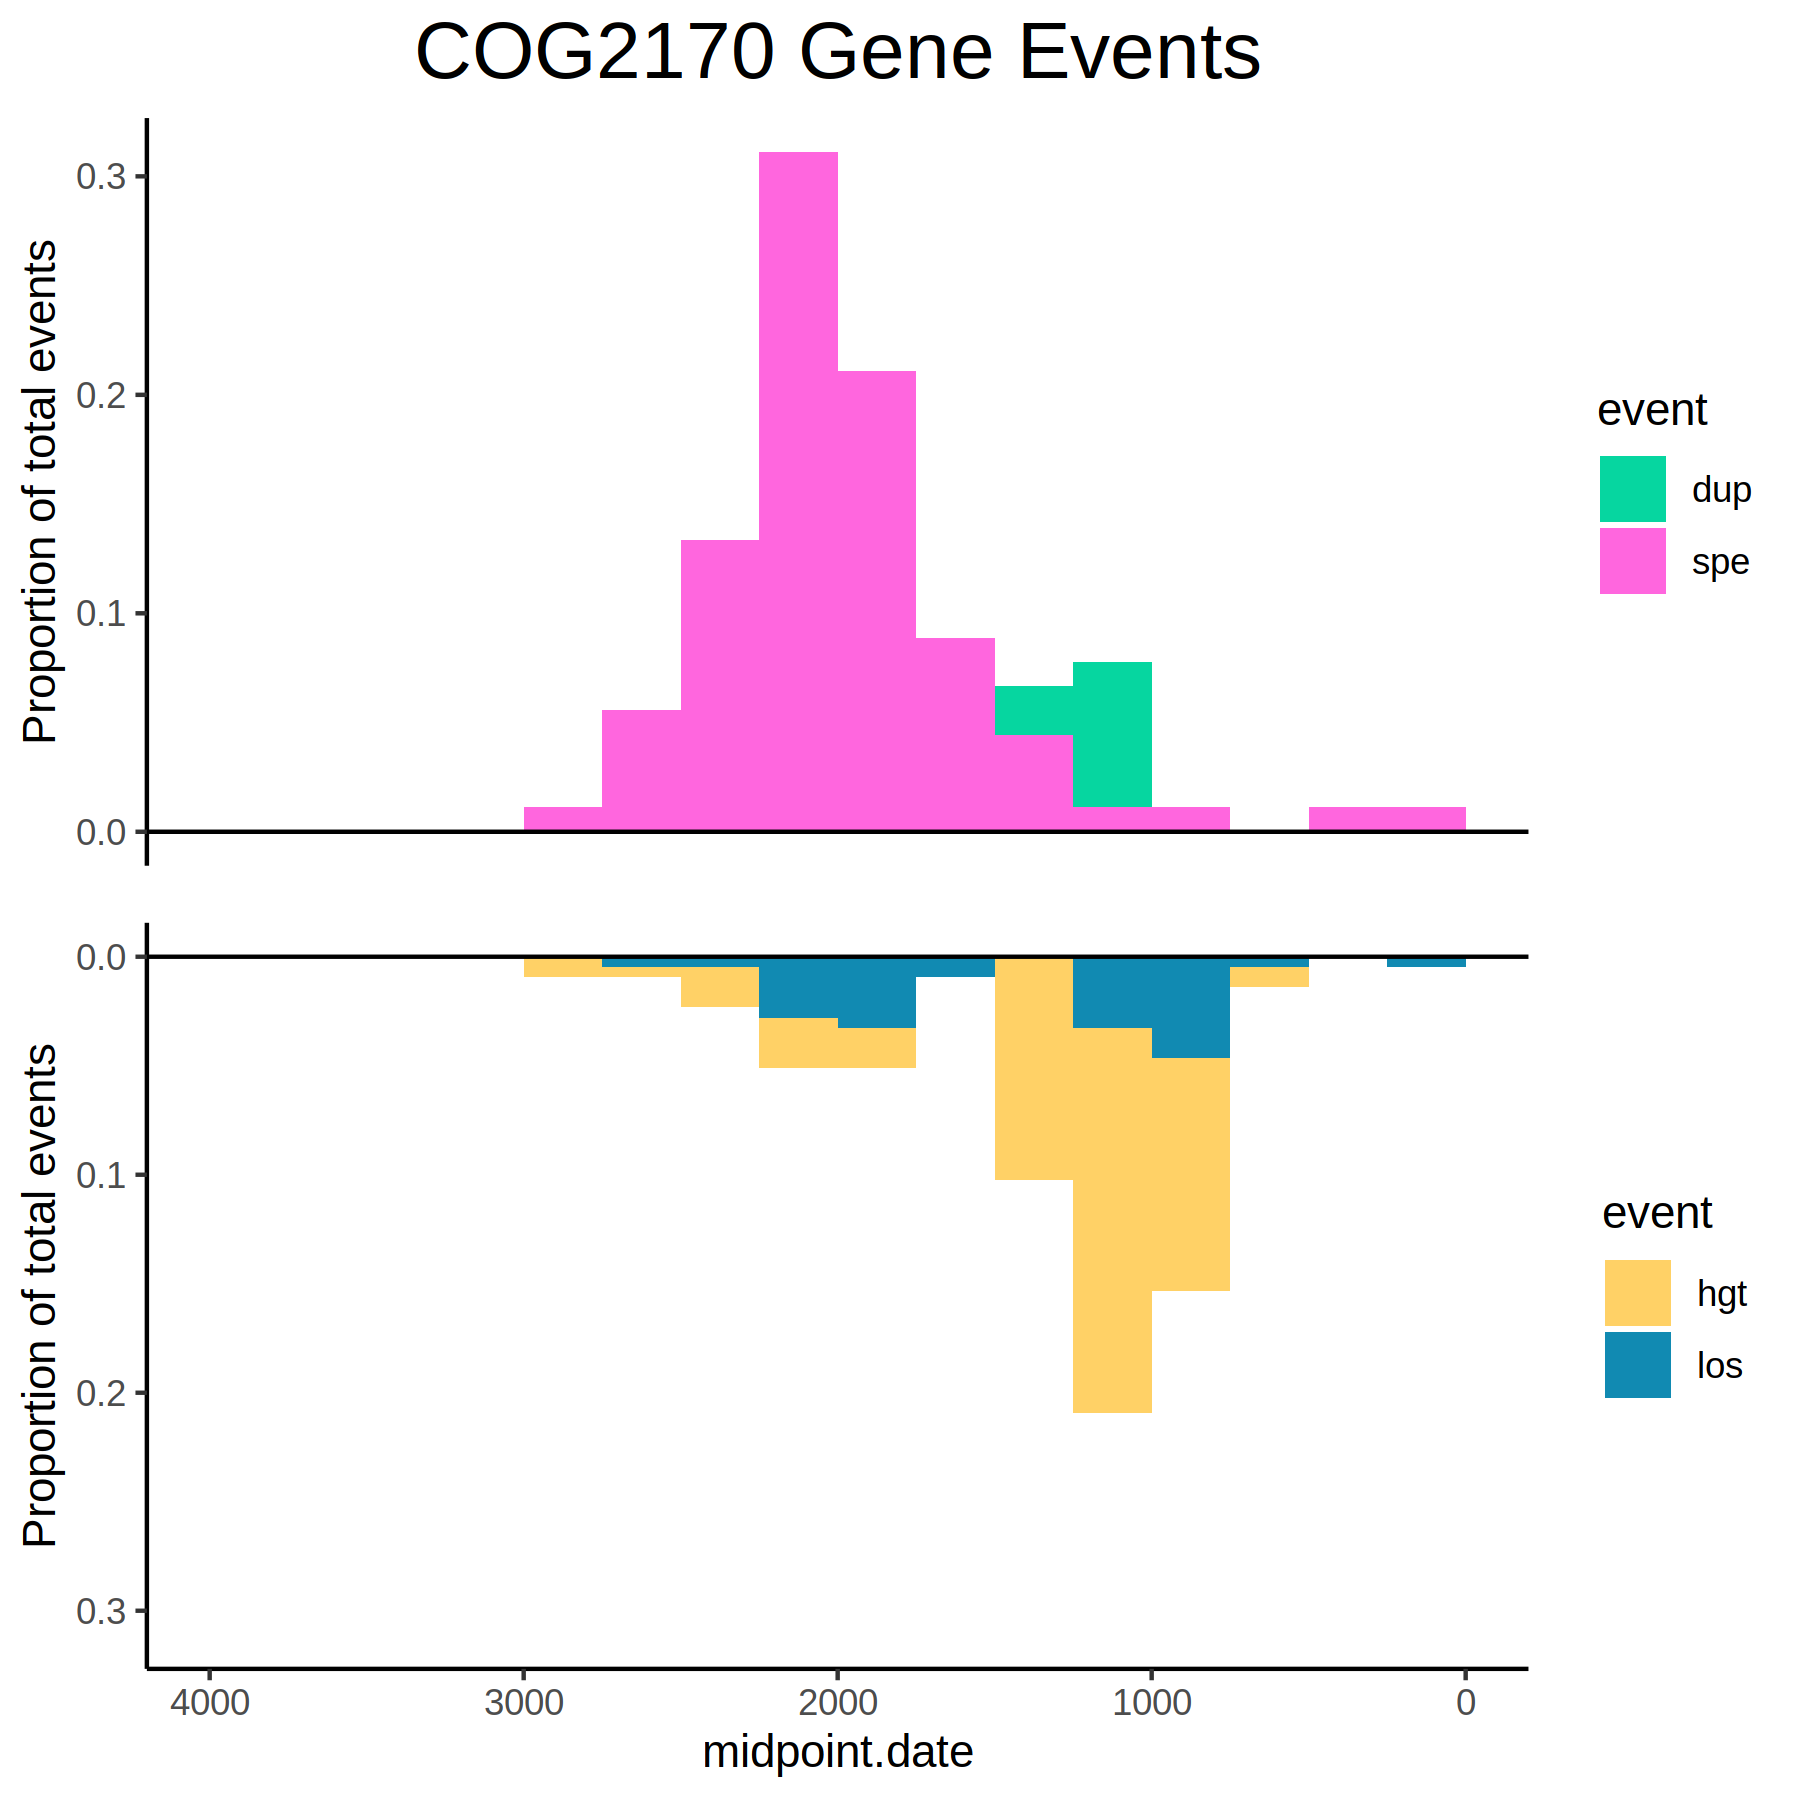 COG2170 Gene Events
Proportion of total events
0.3
0.2
0.1
0.0
event
dup
spe
Proportion of total events
0.0
0.1
0.2
0.3
event
hgt
los
4000 3000 2000 1000 0
midpoint.date